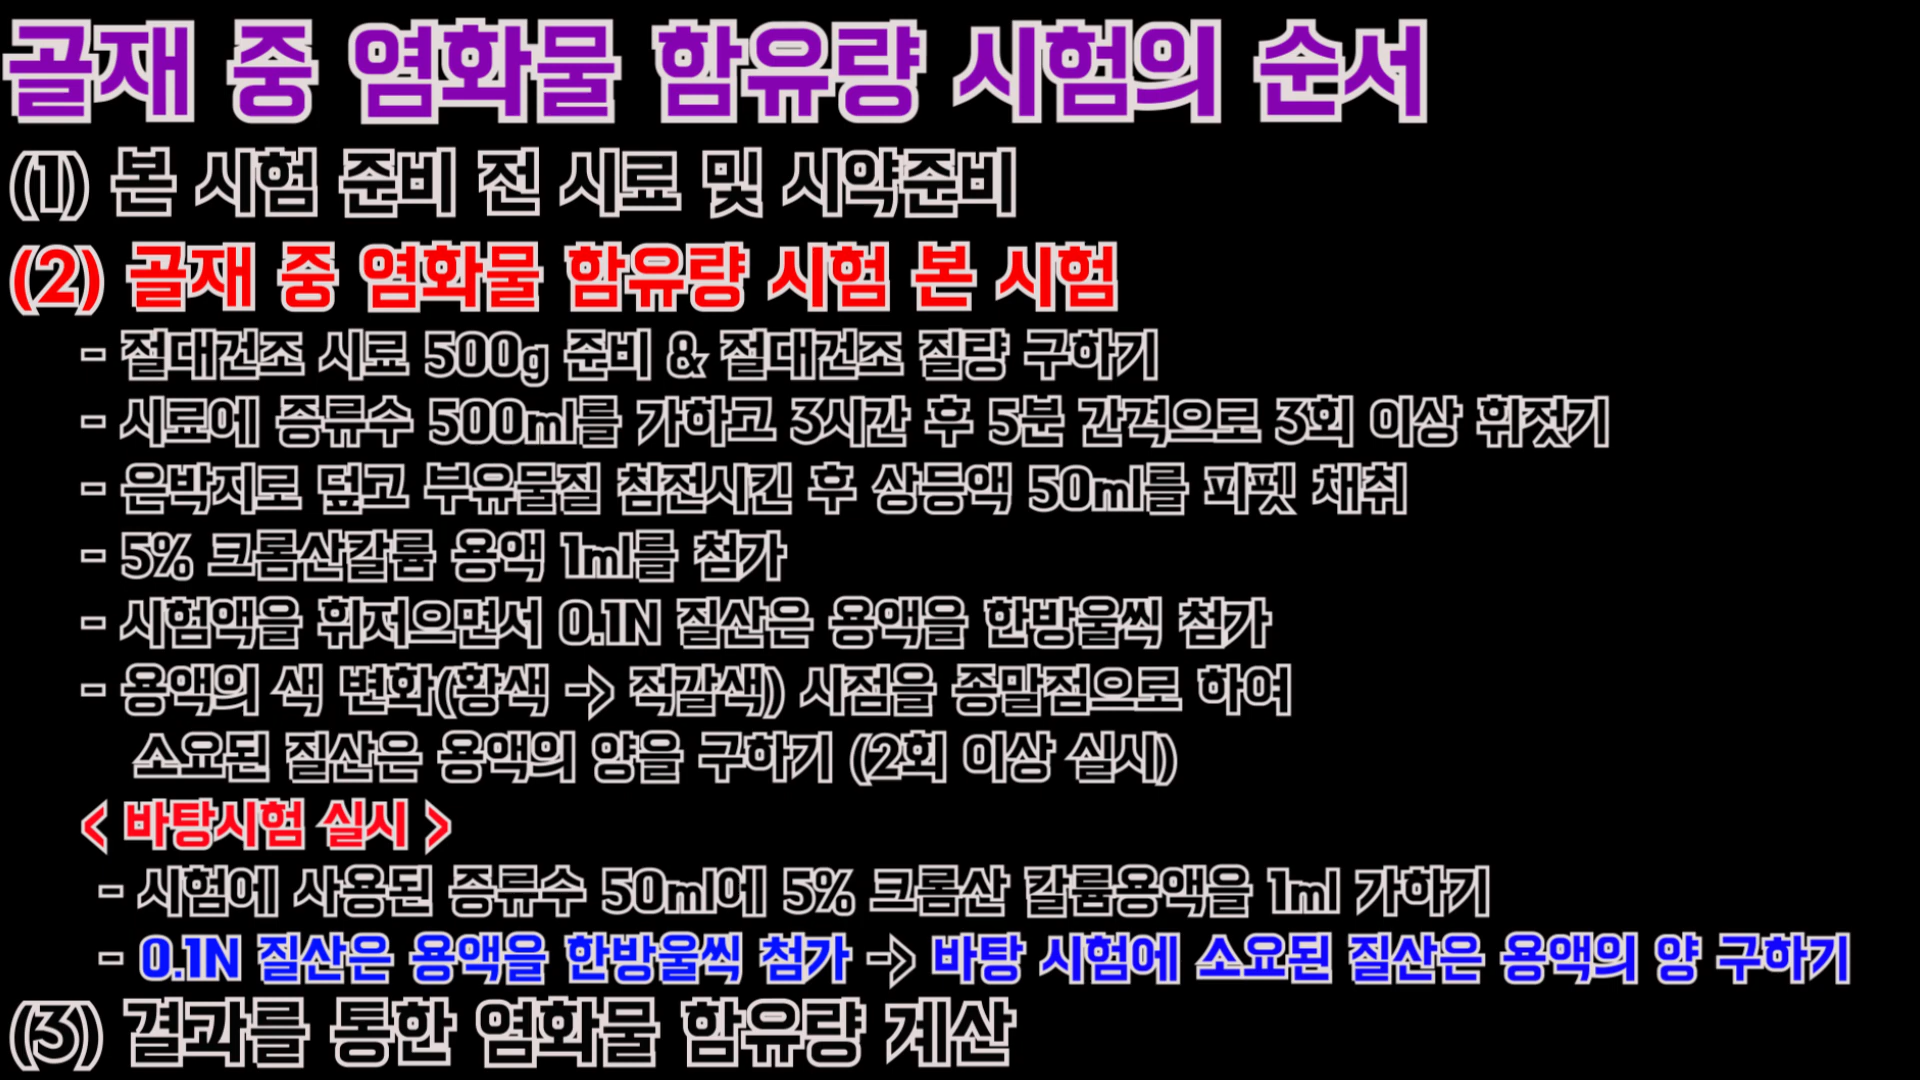 골재 중 염화물 함유량 시험의 순서
(1) 본 시험 준비 전 시료 및 시약준비
(2) 골재 중 염화물 함유량 시험 본 시험
- 절대건조 시료 500g 준비 & 절대건조 질량 구하기
- 시료에 증류수 500ml를 가하고 3시간 후 5분 간격으로 3회 이상 휘젓기
- 은박지로 덮고 부유물질 침전시킨 후 상등액 50ml를 피펫 채취
- 5% 크롬산칼륨 용액 1ml를 첨가
- 시험액을 휘저으면서 0.1N 질산은 용액을 한방울씩 첨가
- 용액의 색 변화(황색 -> 적갈색) 시점을 종말점으로 하여
소요된 질산은 용액의 양을 구하기 (2회 이상 실시)
< 바탕시험 실시 >
- 시험에 사용된 증류수 50ml에 5% 크롬산 칼륨용액을 1ml 가하기
- 0.1N 질산은 용액을 한방울씩 첨가 -> 바탕 시험에 소요된 질산은 용액의 양 구하기
(3) 결과를 통한 염화물 함유량 계산